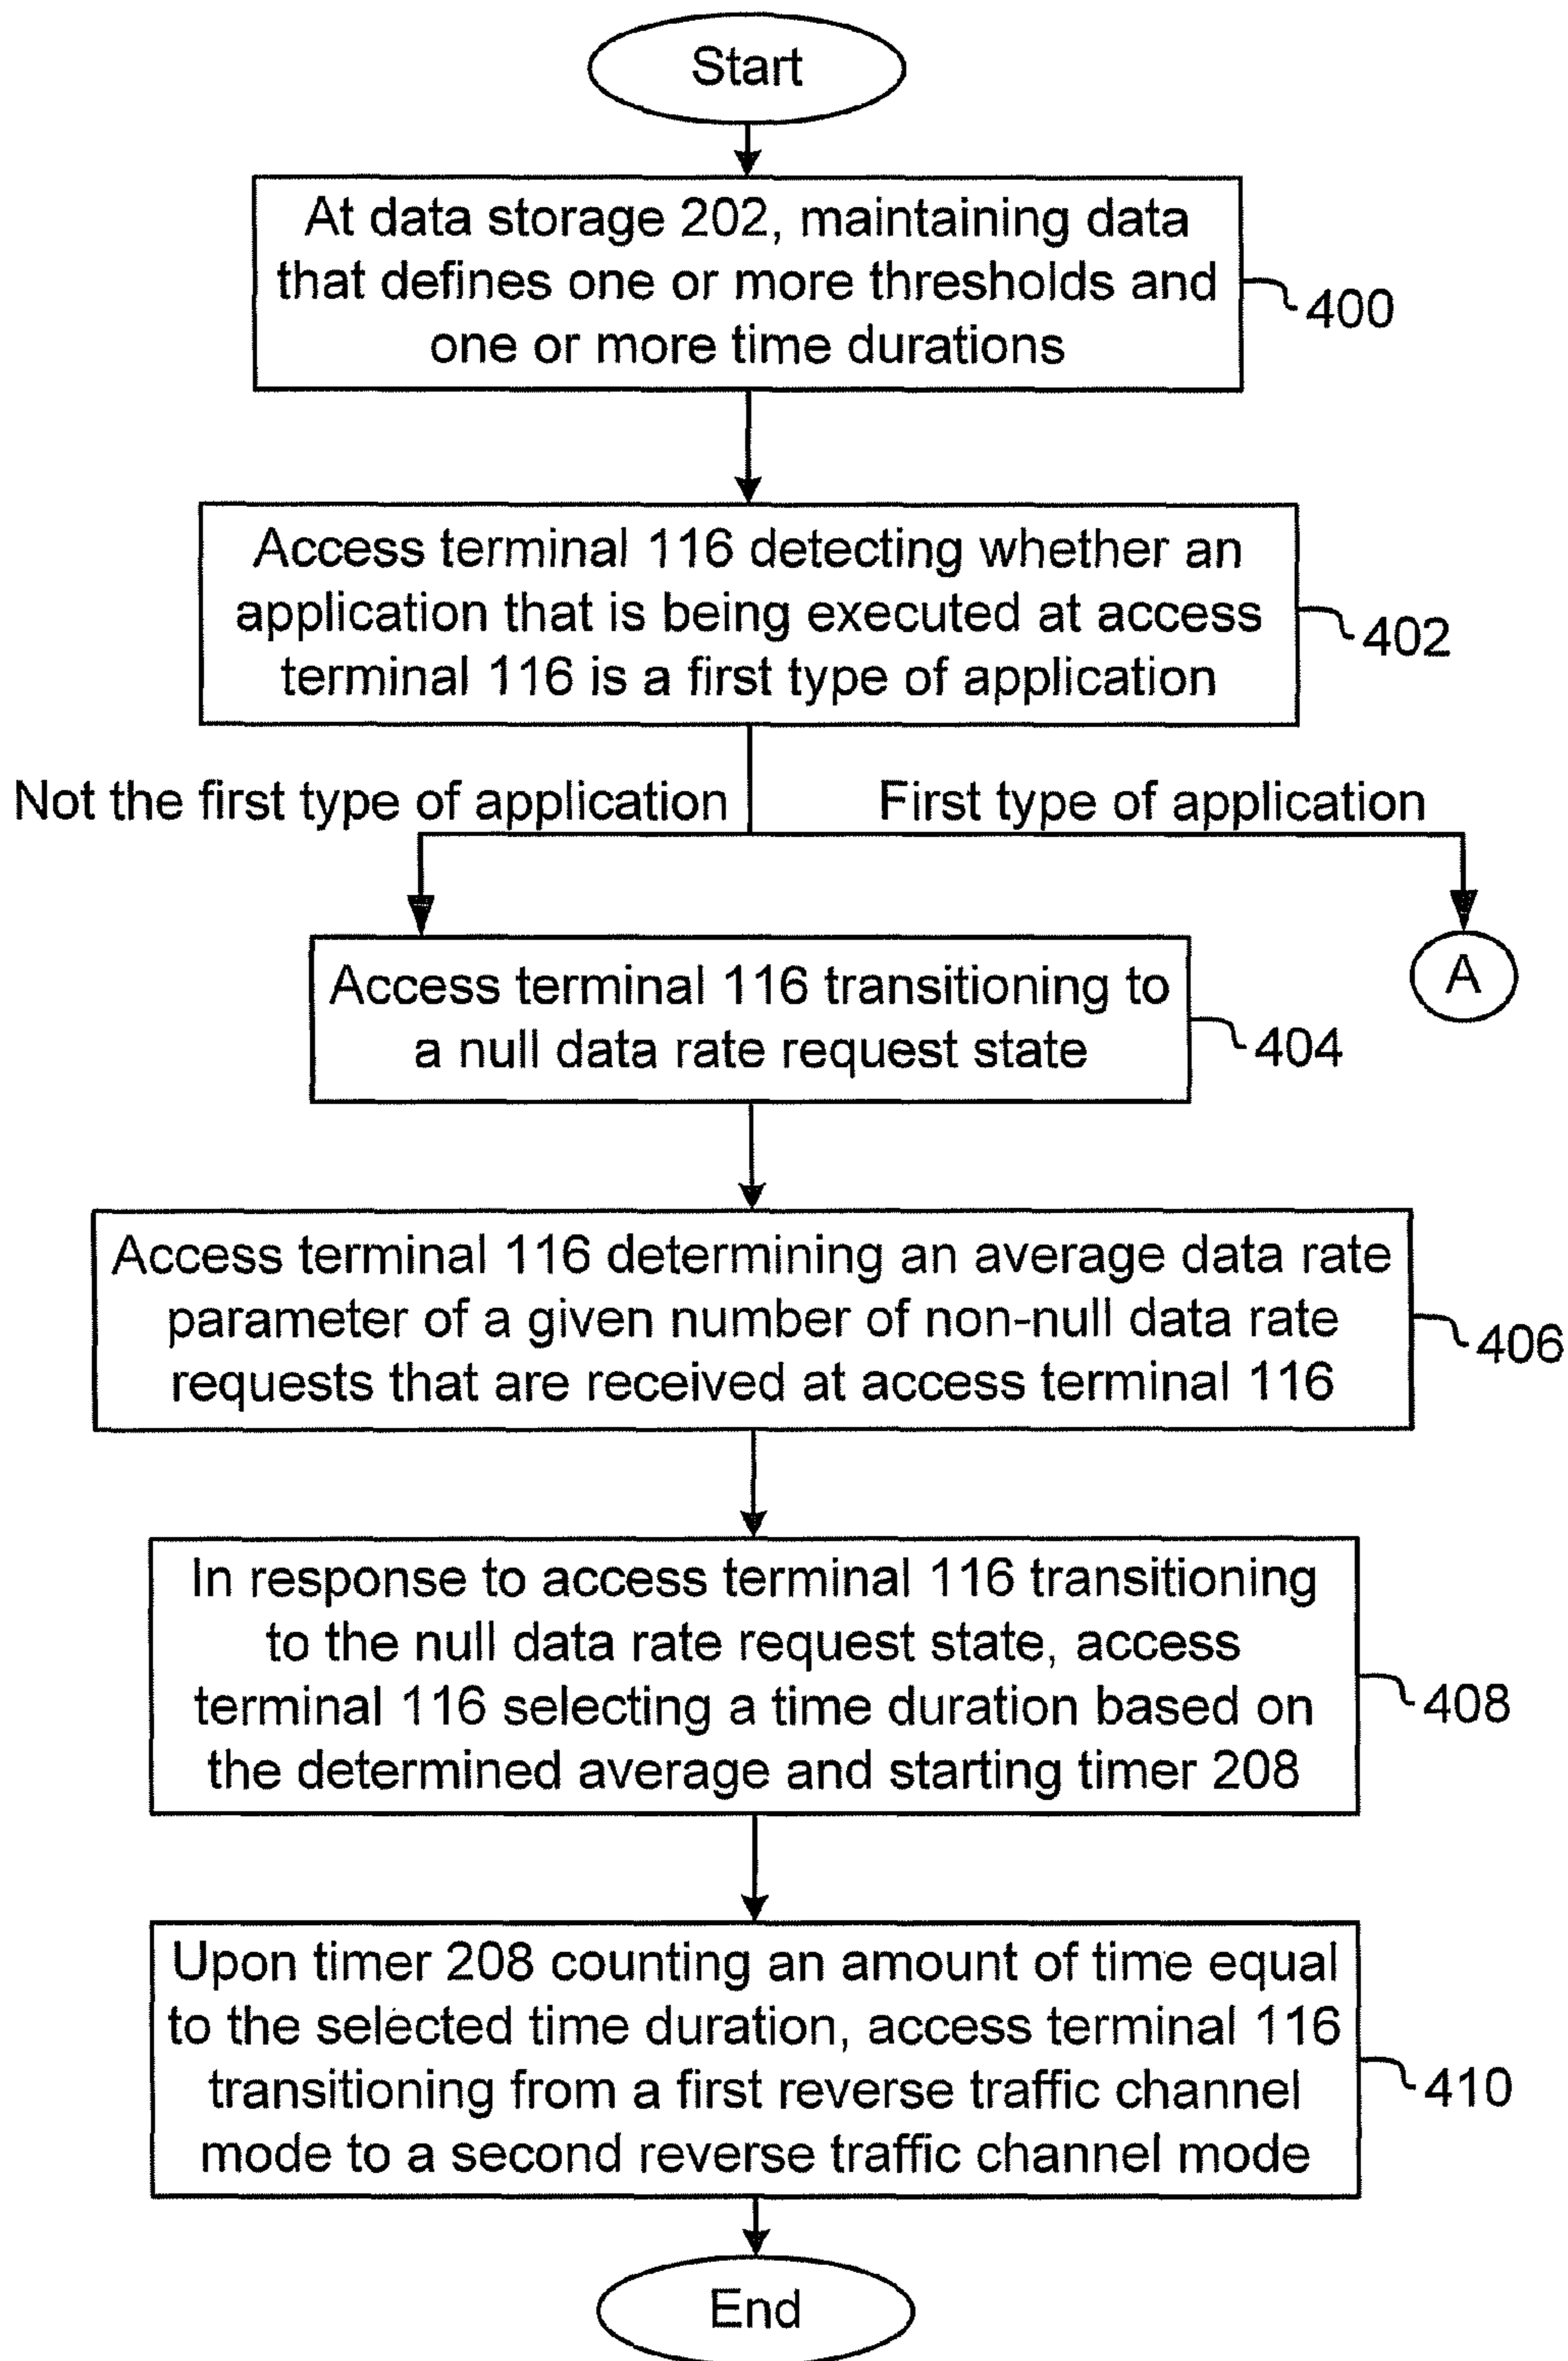 Start
At data storage 202, maintaining data
that defines one or more thresholds and
one or more time durations
400
Access terminal 116 detecting whether an
application that is being executed at access
terminal 116 is a first type of application
402
Not the first type of application
First type of application
Access terminal 116 transitioning to
a null data rate request state
404
A
Access terminal 116 determining an average data rate
parameter of a given number of non-null data rate
requests that are received at access terminal 116
406
In response to access terminal 116 transitioning
to the null data rate request state, access
terminal 116 selecting a time duration based on
the determined average and starting timer 208
408
Upon timer 208 counting an amount of time equal
to the selected time duration, access terminal 116
transitioning from a first reverse traffic channel
mode to a second reverse traffic channel mode
410
End